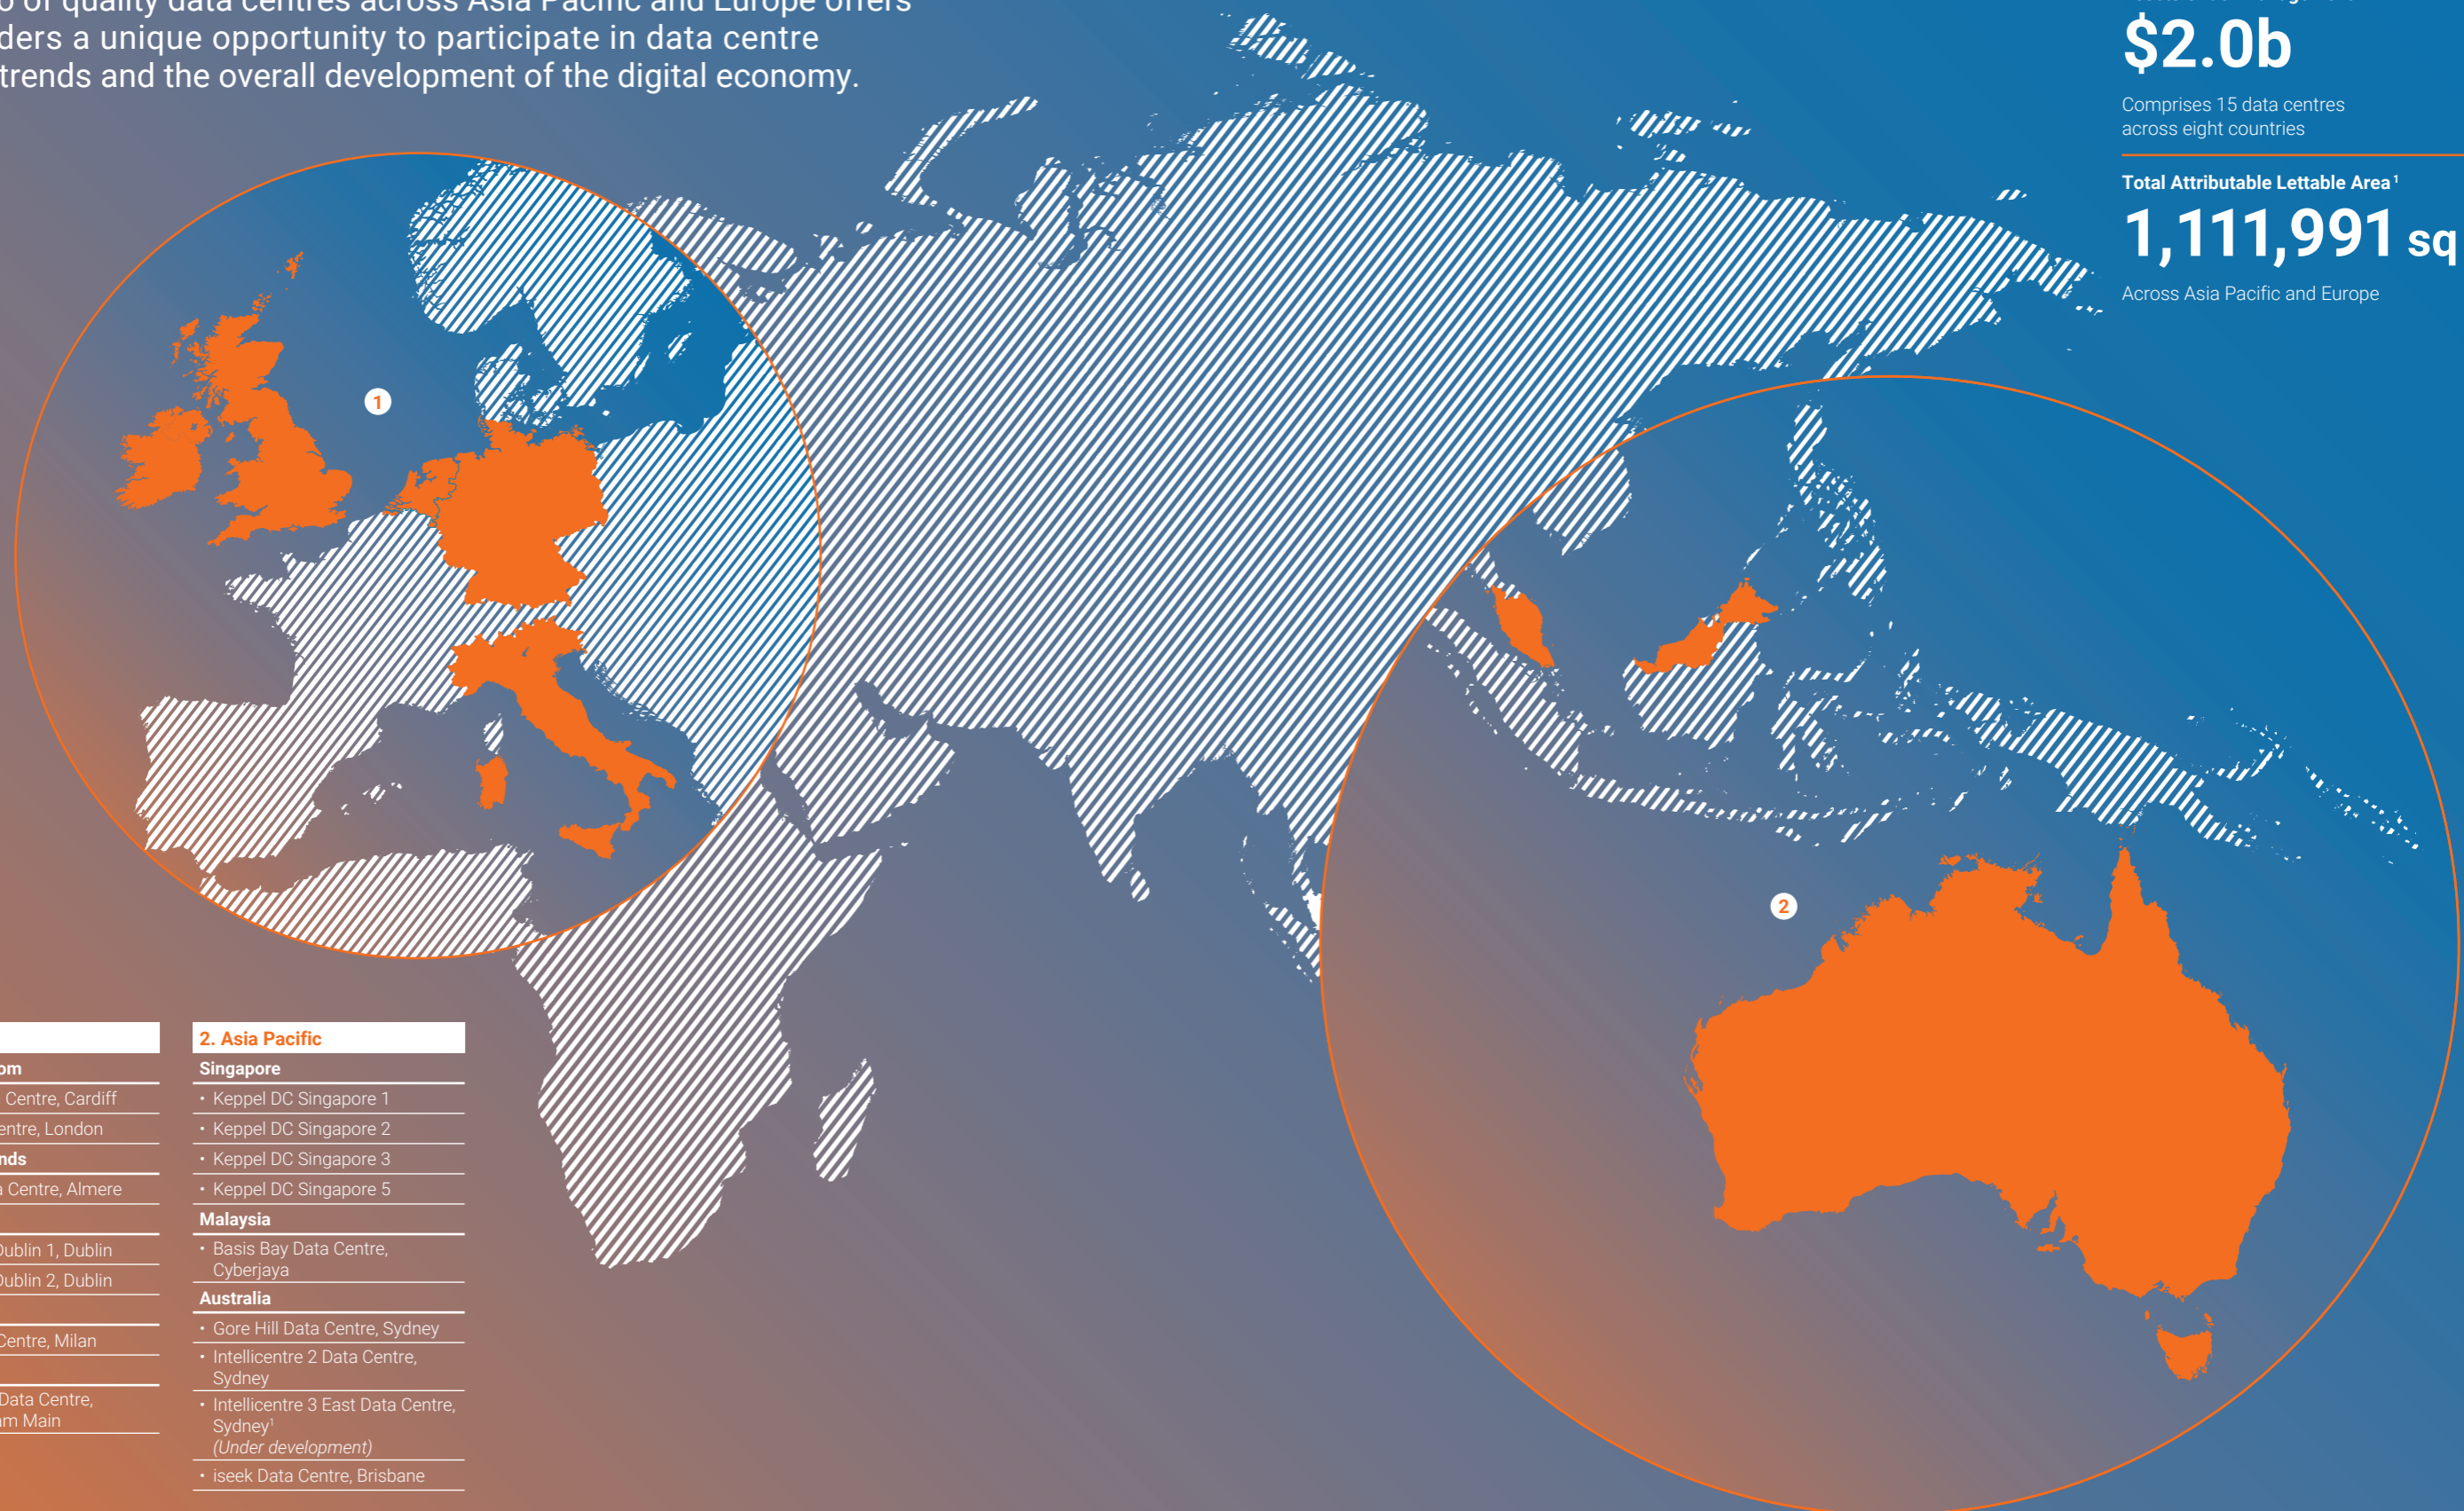 of quality data centres across Asia Pacific and Europe offers
a unique opportunity to participate in data centre
trends and the overall development of the digital economy.
$2.0b
Comprises 15 data centres
across eight countries
Total Attributable Lettable Area1
1,111,991 sq
Across Asia Pacific and Europe
1
2
Centre, Cardiff
London
Centre, Almere
Dublin 1, Dublin
Dublin 2, Dublin
Centre, Milan
Data Centre,
Main
2. Asia Pacific
Singapore
• Keppel DC Singapore 1
• Keppel DC Singapore 2
• Keppel DC Singapore 3
• Keppel DC Singapore 5
Malaysia
• Basis Bay Data Centre,
Cyberjaya
Australia
• Gore Hill Data Centre, Sydney
• Intellicentre 2 Data Centre,
Sydney
• Intellicentre 3 East Data Centre,
Sydney1
(Under development)
• iseek Data Centre, Brisbane